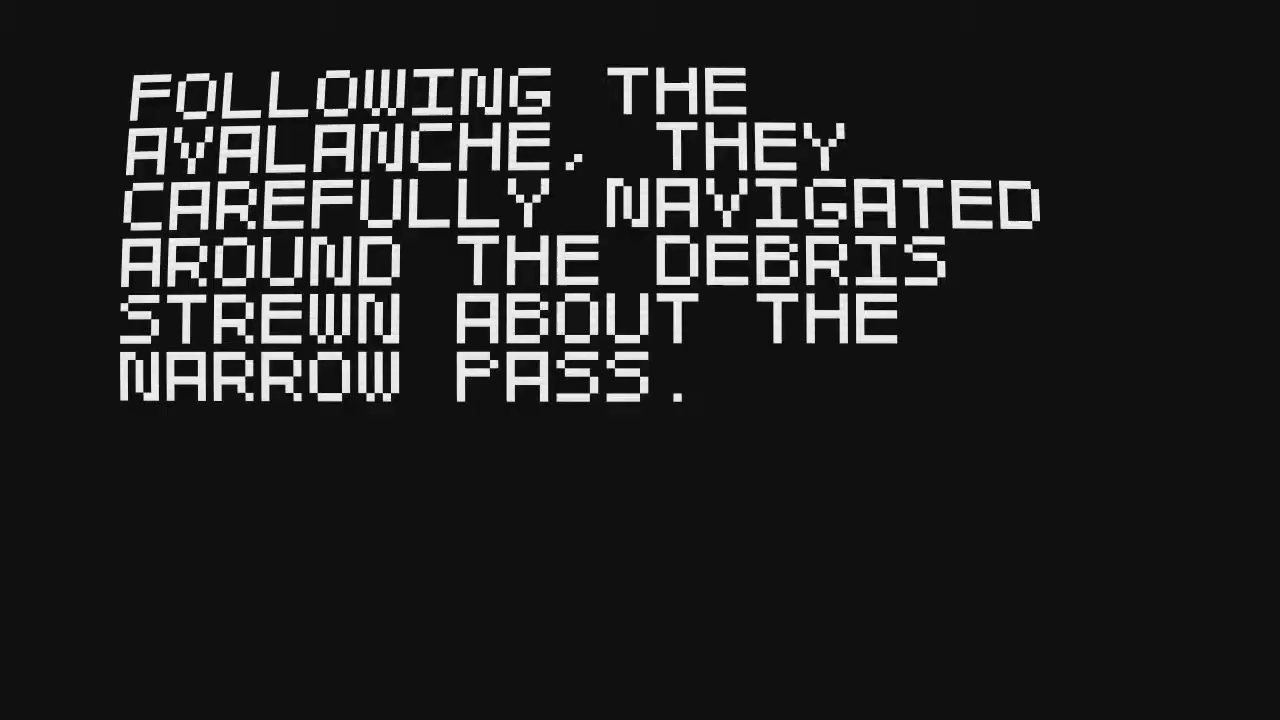 FOLLOWING THE
AVALANCHE, THEY
CAREFULLY NAVIGATED
AROUND THE DEBRIS
STREWN ABOUT THE
NARROW PASS.